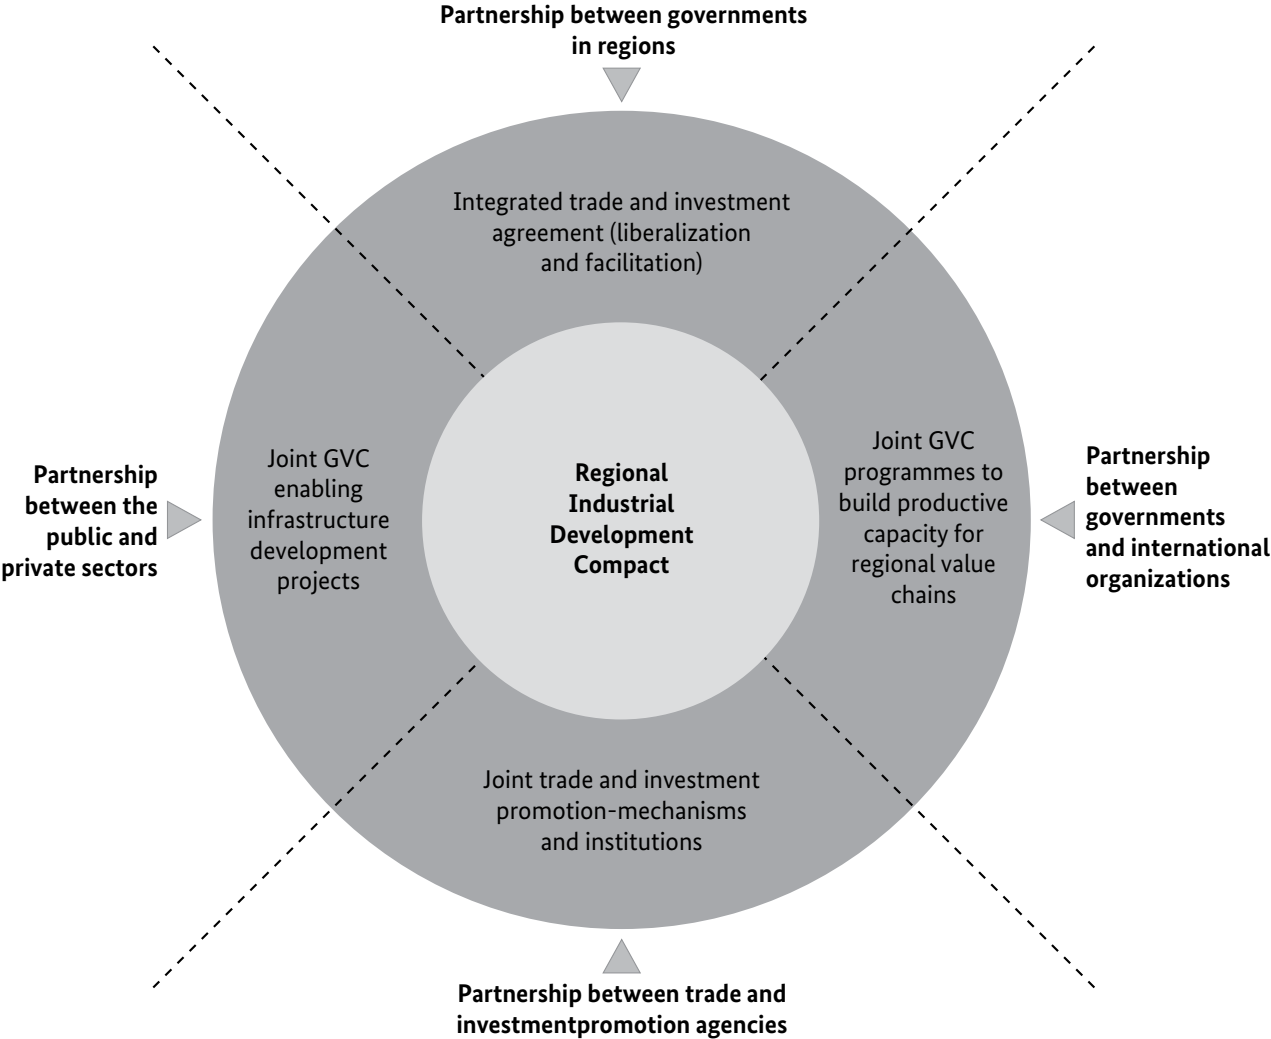 Partnership between governments
in regions
Integrated trade and investment
agreement (liberalization
and facilitation)
Partnership
between the
public and
private sectors
Joint GVC
enabling
infrastructure
development
projects
Regional
Industrial
Development
Compact
Joint GVC
programmes to
build productive
capacity for
regional value
chains
Partnership
between
governments
and international
organizations
Joint trade and investment
promotion-mechanisms
and institutions
Partnership between trade and
investmentpromotion agencies